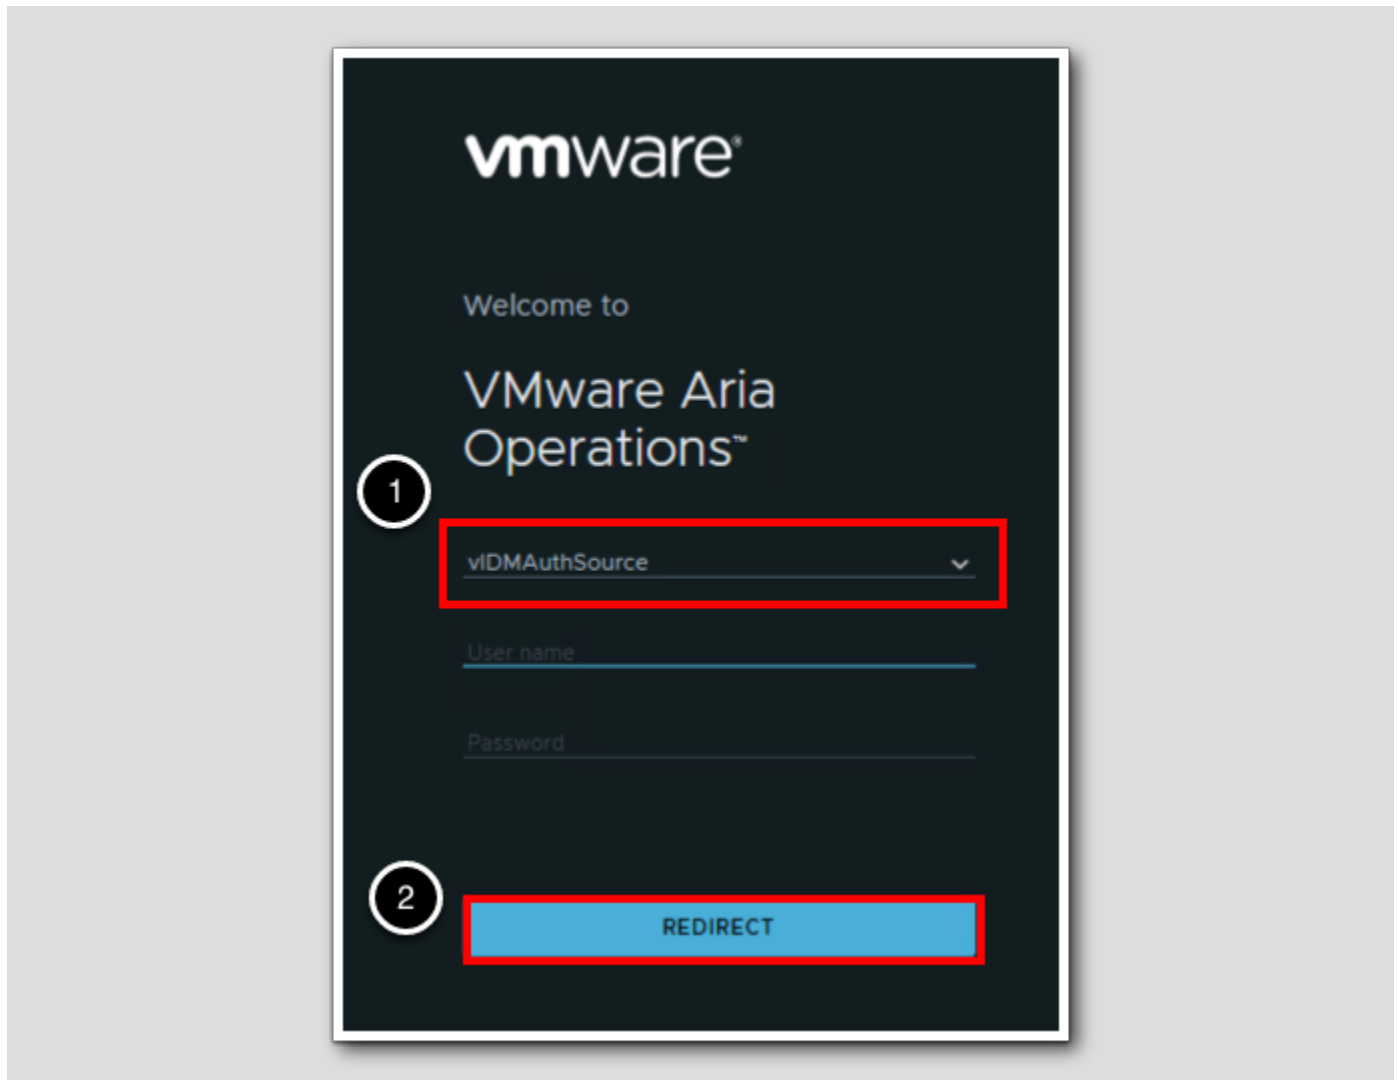 vmware®
Welcome to
VMware Aria
Operations™
1
vIDMAuthSource
User name
Password
2
REDIRECT